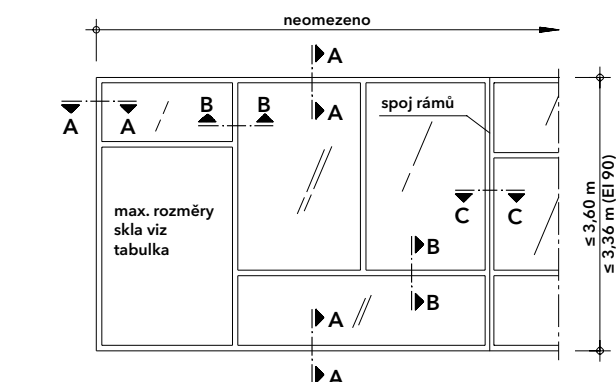 neomezeno
A
A
B
B
spoj rámů
A
A
C
C
max. rozměry
skla viz
tabulka
B
B
A
A
≤ 3,60 m
≤ 3,36 m (EI 90)